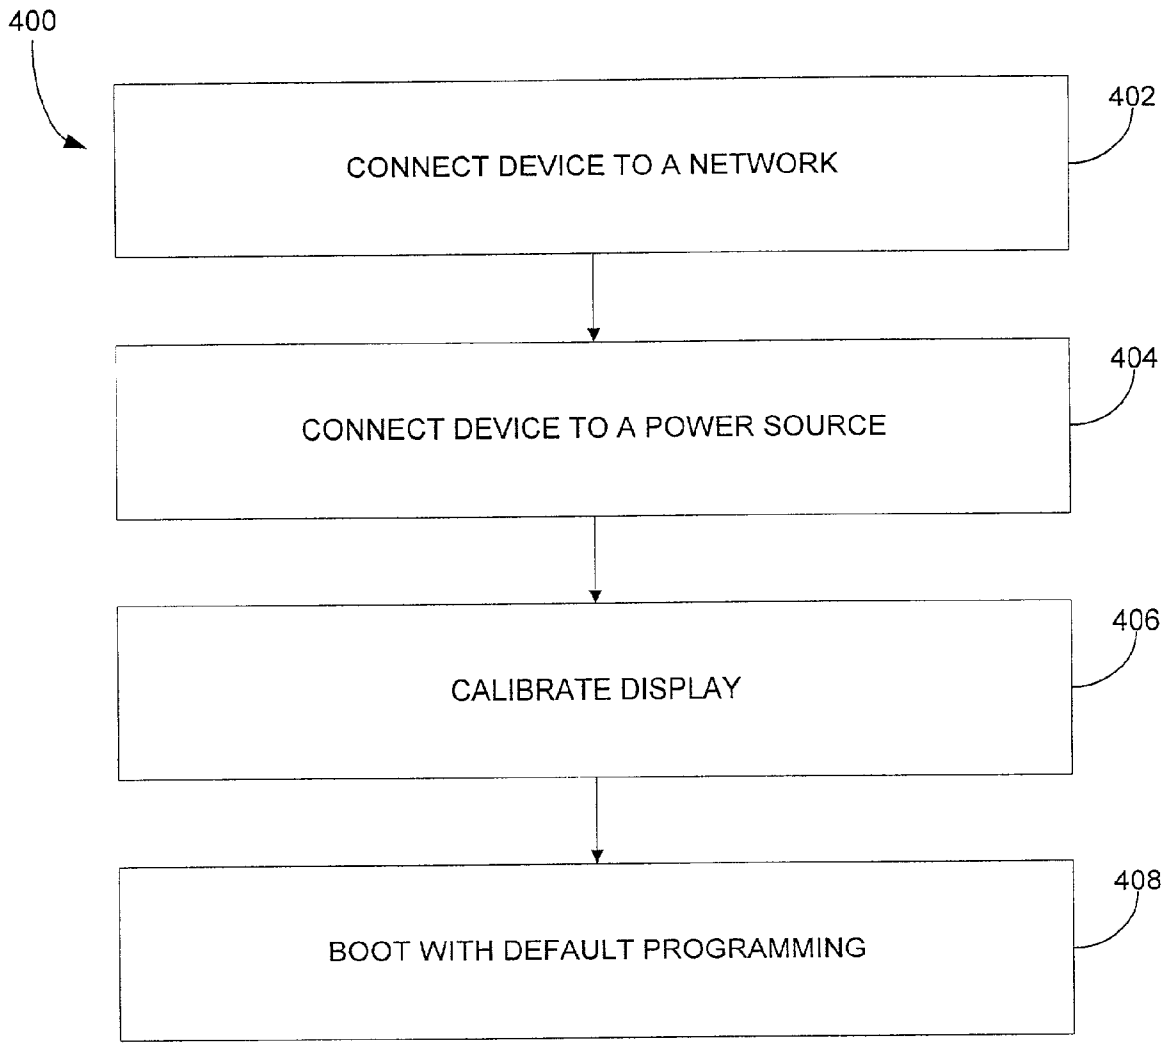 400
402
CONNECT DEVICE TO A NETWORK
404
CONNECT DEVICE TO A POWER SOURCE
406
CALIBRATE DISPLAY
408
BOOT WITH DEFAULT PROGRAMMING